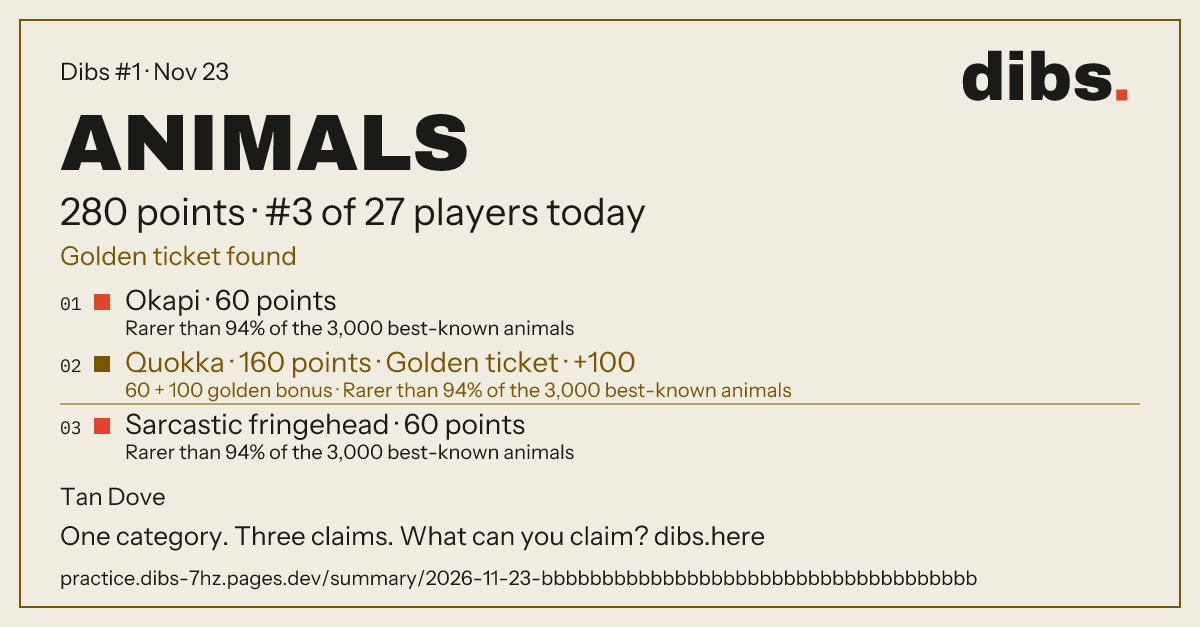 Dibs #1 · Nov 23
dibs.
ANIMALS
280 points · #3 of 27 players today
Golden ticket found
01 Okapi · 60 points
Rarer than 94% of the 3,000 best-known animals
02 Quokka · 160 points · Golden ticket · +100
60 + 100 golden bonus · Rarer than 94% of the 3,000 best-known animals
03 Sarcastic fringehead · 60 points
Rarer than 94% of the 3,000 best-known animals
Tan Dove
One category. Three claims. What can you claim? dibs.here
practice.dibs-7hz.pages.dev/summary/2026-11-23-bbbbbbbbbbbbbbbbbbbbbbbbbbbbbbbbbbbb